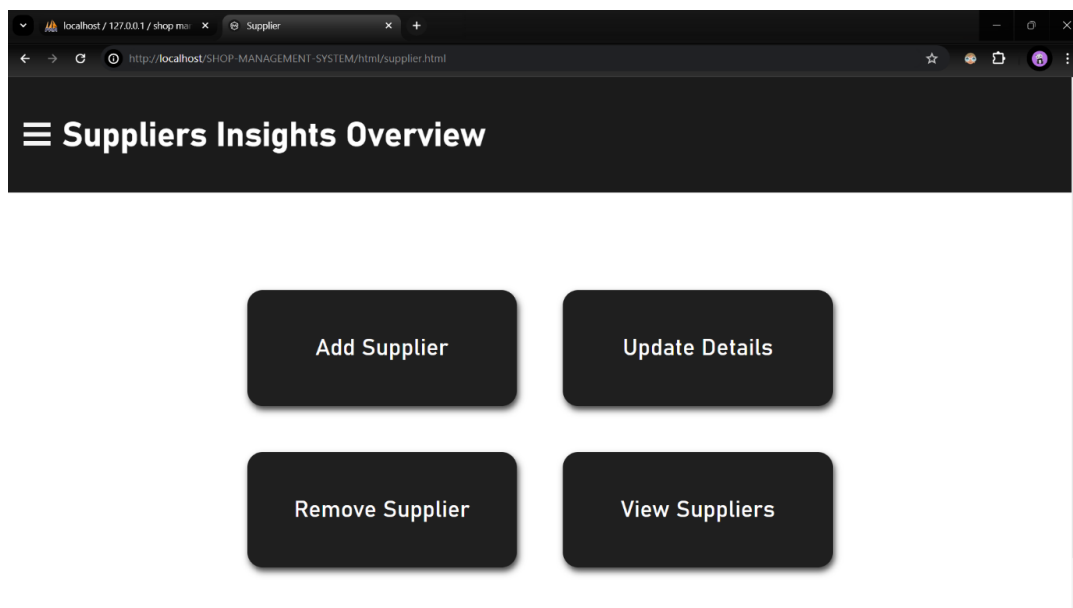 localhost / 127.0.0.1 / shop ma
Supplier
http://localhost/SHOP-MANAGEMENT-SYSTEM/html/supplier.html
Suppliers Insights Overview
Add Supplier
Update Details
Remove Supplier
View Suppliers